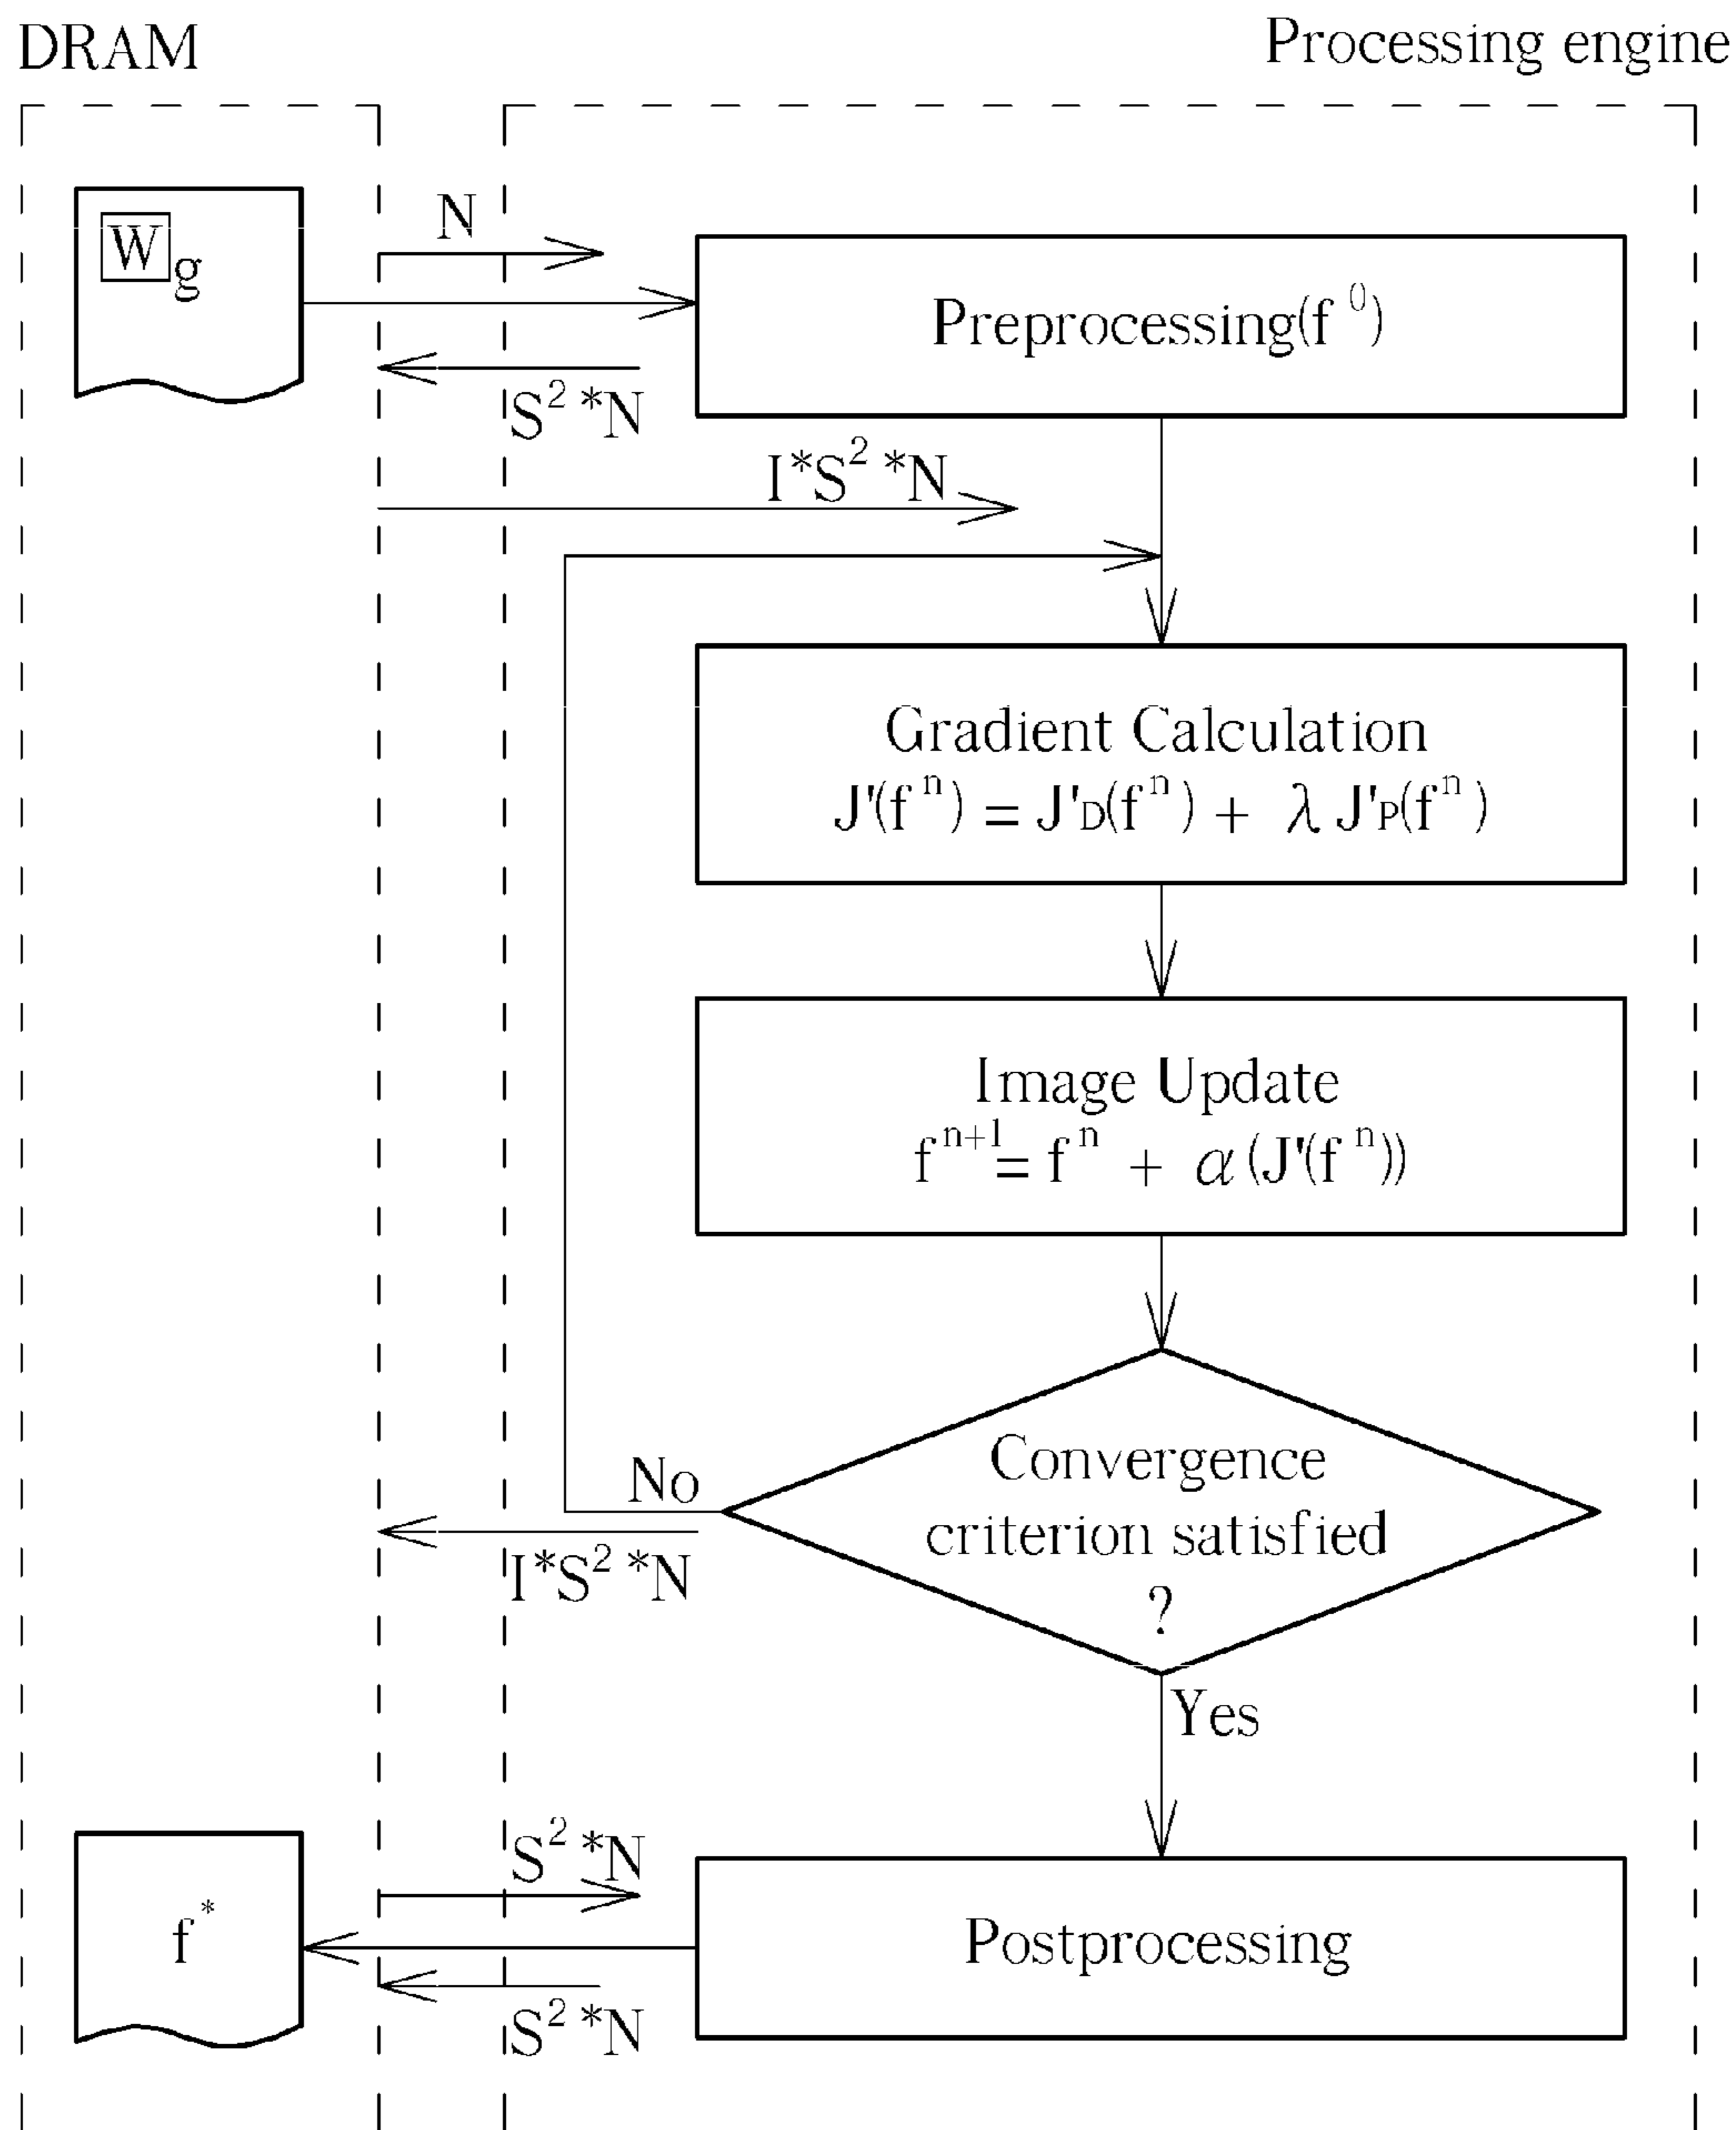 DRAM
Processing engine
W g
N
Preprocessing(f⁰)
S² *N
I*S² *N
Gradient Calculation
J'(fⁿ) = J'D(fⁿ) + λ J'P(fⁿ)
Image Update
fⁿ⁺¹= fⁿ + α (J'(fⁿ))
Convergence
criterion satisfied
?
No
I*S² *N
Yes
S² *N
f*
Postprocessing
S² *N